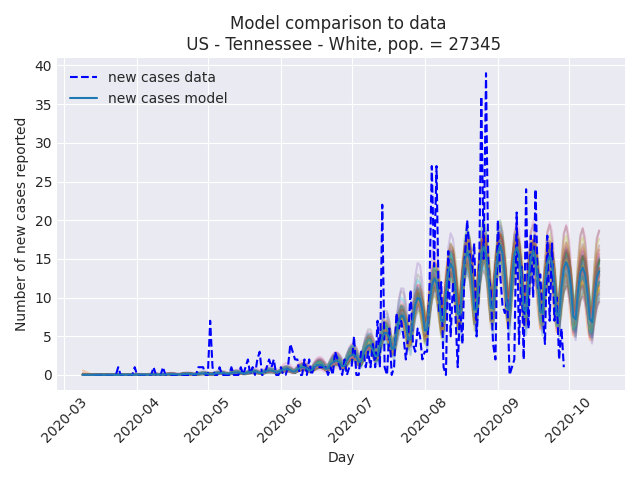 Model comparison to data
US - Tennessee - White, pop. = 27345
new cases data
new cases model
Number of new cases reported
40
35
30
25
20
15
10
5
0
2020-03
2020-04
2020-05
2020-06
2020-07
2020-08
2020-09
2020-10
Day